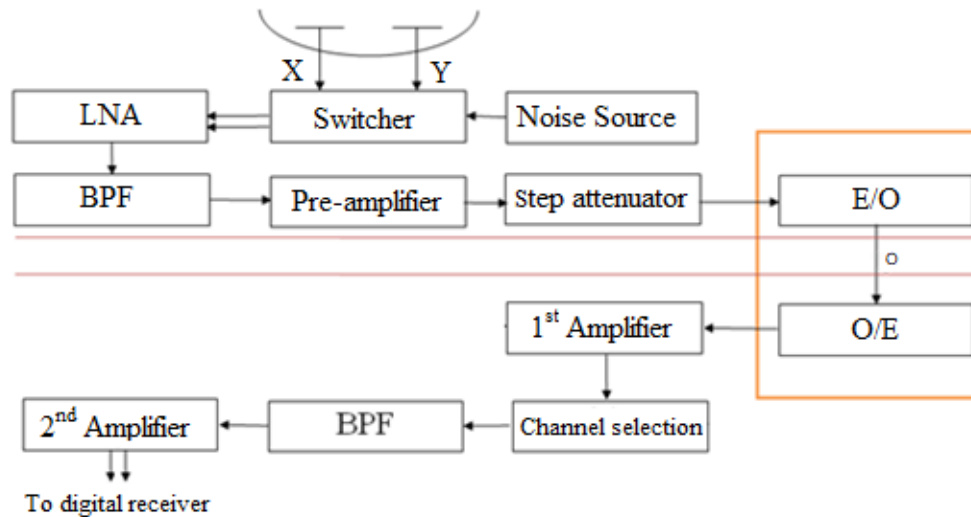 X
Y
LNA
Switcher
Noise Source
BPF
Pre-amplifier
Step attenuator
E/O
o
1st Amplifier
O/E
2nd Amplifier
BPF
Channel selection
To digital receiver